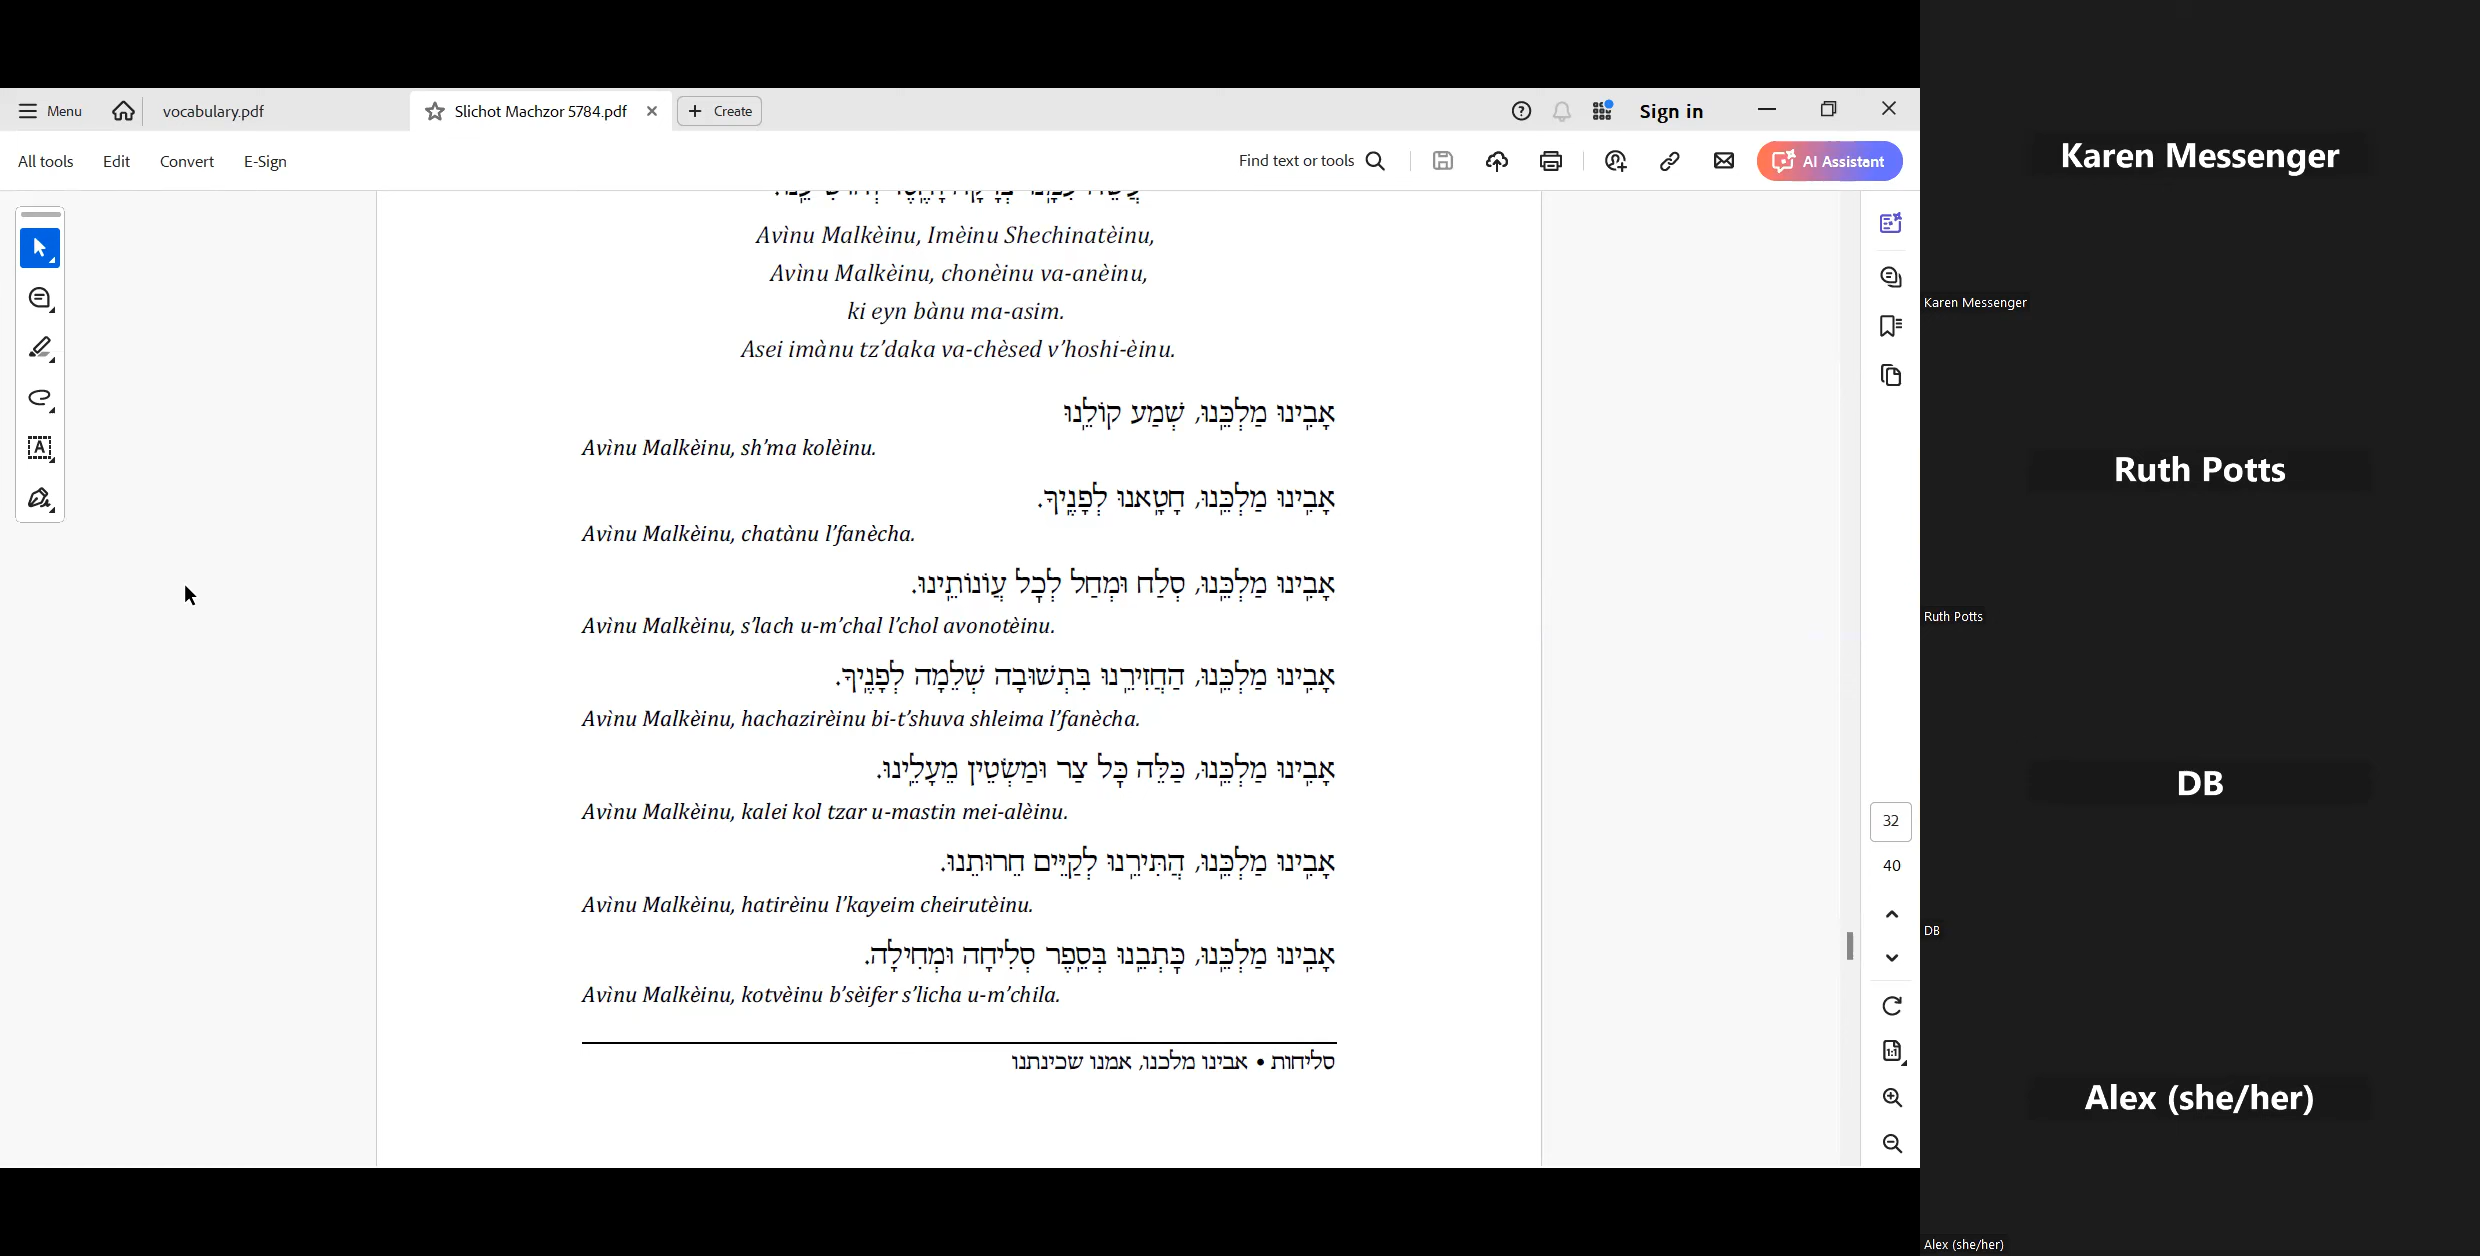 Menu
vocabulary.pdf
Slichot Machzor 5784.pdf
Create
Sign in
All tools
Edit
Convert
E-Sign
Find text or tools
AI Assistant
Avìnu Malkèinu, Imèinu Shechinatèinu,
Avìnu Malkèinu, chonèinu va-anèinu,
ki eyn bànu ma-asim.
Asei imànu tz’daka va-chèsed v’hoshi-èinu.
אָבִֽינוּ מַלְכֵּֽנוּ, שְׁמַע קוֹלֵֽנוּ
Avìnu Malkèinu, sh’ma kolèinu.
אָבִֽינוּ מַלְכֵּֽנוּ, חָטָֽאנוּ לְפָנֶֽיךָ.
Avìnu Malkèinu, chatànu l’fanècha.
אָבִֽינוּ מַלְכֵּֽנוּ, סְלַח וּמְחַל לְכָל עֲוֹנוֹתֵֽינוּ.
Avìnu Malkèinu, s’lach u-m’chal l’chol avonotèinu.
אָבִֽינוּ מַלְכֵּֽנוּ, הַחֲזִירֵֽנוּ בִּתְשׁוּבָה שְׁלֵמָה לְפָנֶֽיךָ.
Avìnu Malkèinu, hachazirèinu bi-t’shuva shleima l’fanècha.
אָבִֽינוּ מַלְכֵּֽנוּ, כַּלֵּה כָּל צַר וּמַשְׂטִין מֵעָלֵֽינוּ.
Avìnu Malkèinu, kalei kol tzar u-mastin mei-alèinu.
אָבִֽינוּ מַלְכֵּֽנוּ, הֲתִּירֵֽנוּ לְקַיֵּים חֵרוּתֵנוּ.
Avìnu Malkèinu, hatirèinu l’kayeim cheirutèinu.
אָבִֽינוּ מַלְכֵּֽנוּ, כָּתְבֵֽנוּ בְּסֵֽפֶר סְלִיחָה וּמְחִילָה.
Avìnu Malkèinu, kotvèinu b’sèifer s’licha u-m’chila.
סליחות • אבינו מלכנו, אמנו שכינתנו
32
40
Karen Messenger
Karen Messenger
Ruth Potts
Ruth Potts
DB
DB
Alex (she/her)
Alex (she/her)